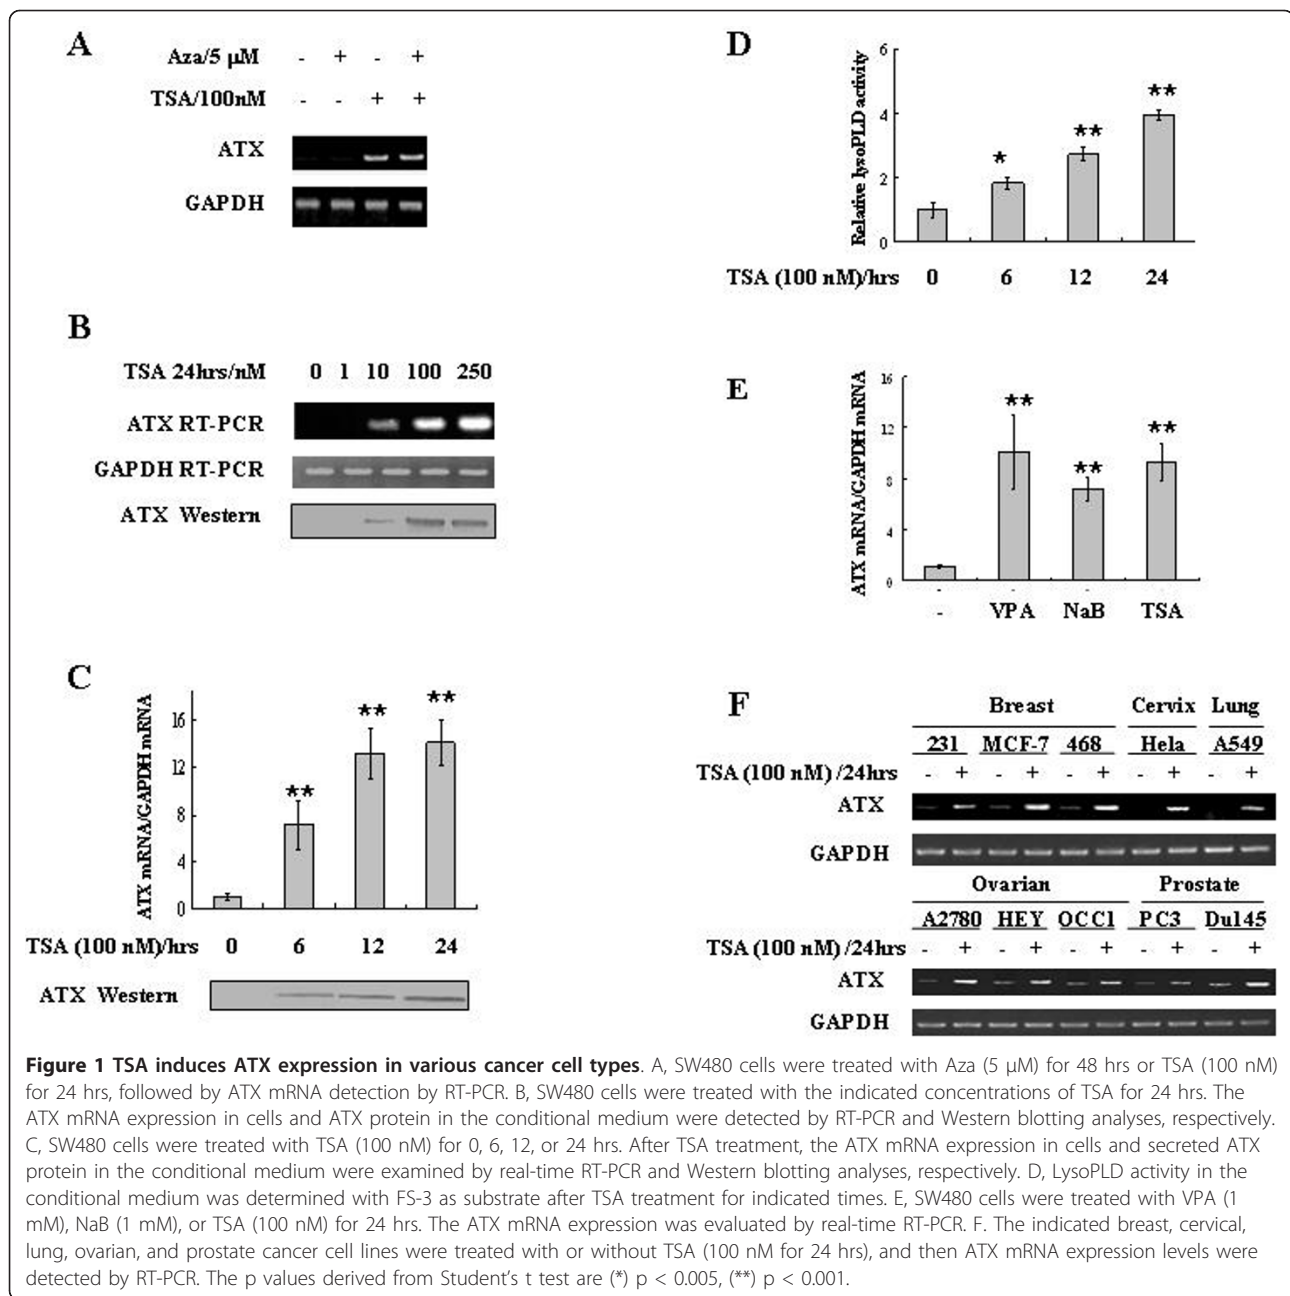 A
Aza/5 µM - + - +
TSA/100nM - - + +
ATX
GAPDH
B
TSA 24hrs/nM 0 1 10 100 250
ATX RT-PCR
GAPDH RT-PCR
ATX Western
C
ATX mRNA/GAPDH mRNA
16
12
8
4
0
** ** **
TSA (100 nM)/hrs 0 6 12 24
ATX Western
D
Relative lysoPLD activity
6
4
2
0
* ** **
TSA (100 nM)/hrs 0 6 12 24
E
ATX mRNA/GAPDH mRNA
16
12
8
4
0
** ** **
- - - -
- VPA NaB TSA
F
Breast Cervix Lung
231 MCF-7 468 Hela A549
TSA (100 nM) /24hrs - + - + - + - + - +
ATX
GAPDH
Ovarian Prostate
A2780 HEY OCC1 PC3 Du145
TSA (100 nM) /24hrs - + - + - + - + - +
ATX
GAPDH
Figure 1 TSA induces ATX expression in various cancer cell types. A, SW480 cells were treated with Aza (5 µM) for 48 hrs or TSA (100 nM)
for 24 hrs, followed by ATX mRNA detection by RT-PCR. B, SW480 cells were treated with the indicated concentrations of TSA for 24 hrs. The
ATX mRNA expression in cells and ATX protein in the conditional medium were detected by RT-PCR and Western blotting analyses, respectively.
C, SW480 cells were treated with TSA (100 nM) for 0, 6, 12, or 24 hrs. After TSA treatment, the ATX mRNA expression in cells and secreted ATX
protein in the conditional medium were examined by real-time RT-PCR and Western blotting analyses, respectively. D, LysoPLD activity in the
conditional medium was determined with FS-3 as substrate after TSA treatment for indicated times. E, SW480 cells were treated with VPA (1
mM), NaB (1 mM), or TSA (100 nM) for 24 hrs. The ATX mRNA expression was evaluated by real-time RT-PCR. F. The indicated breast, cervical,
lung, ovarian, and prostate cancer cell lines were treated with or without TSA (100 nM for 24 hrs), and then ATX mRNA expression levels were
detected by RT-PCR. The p values derived from Student's t test are (*) p < 0.005, (**) p < 0.001.